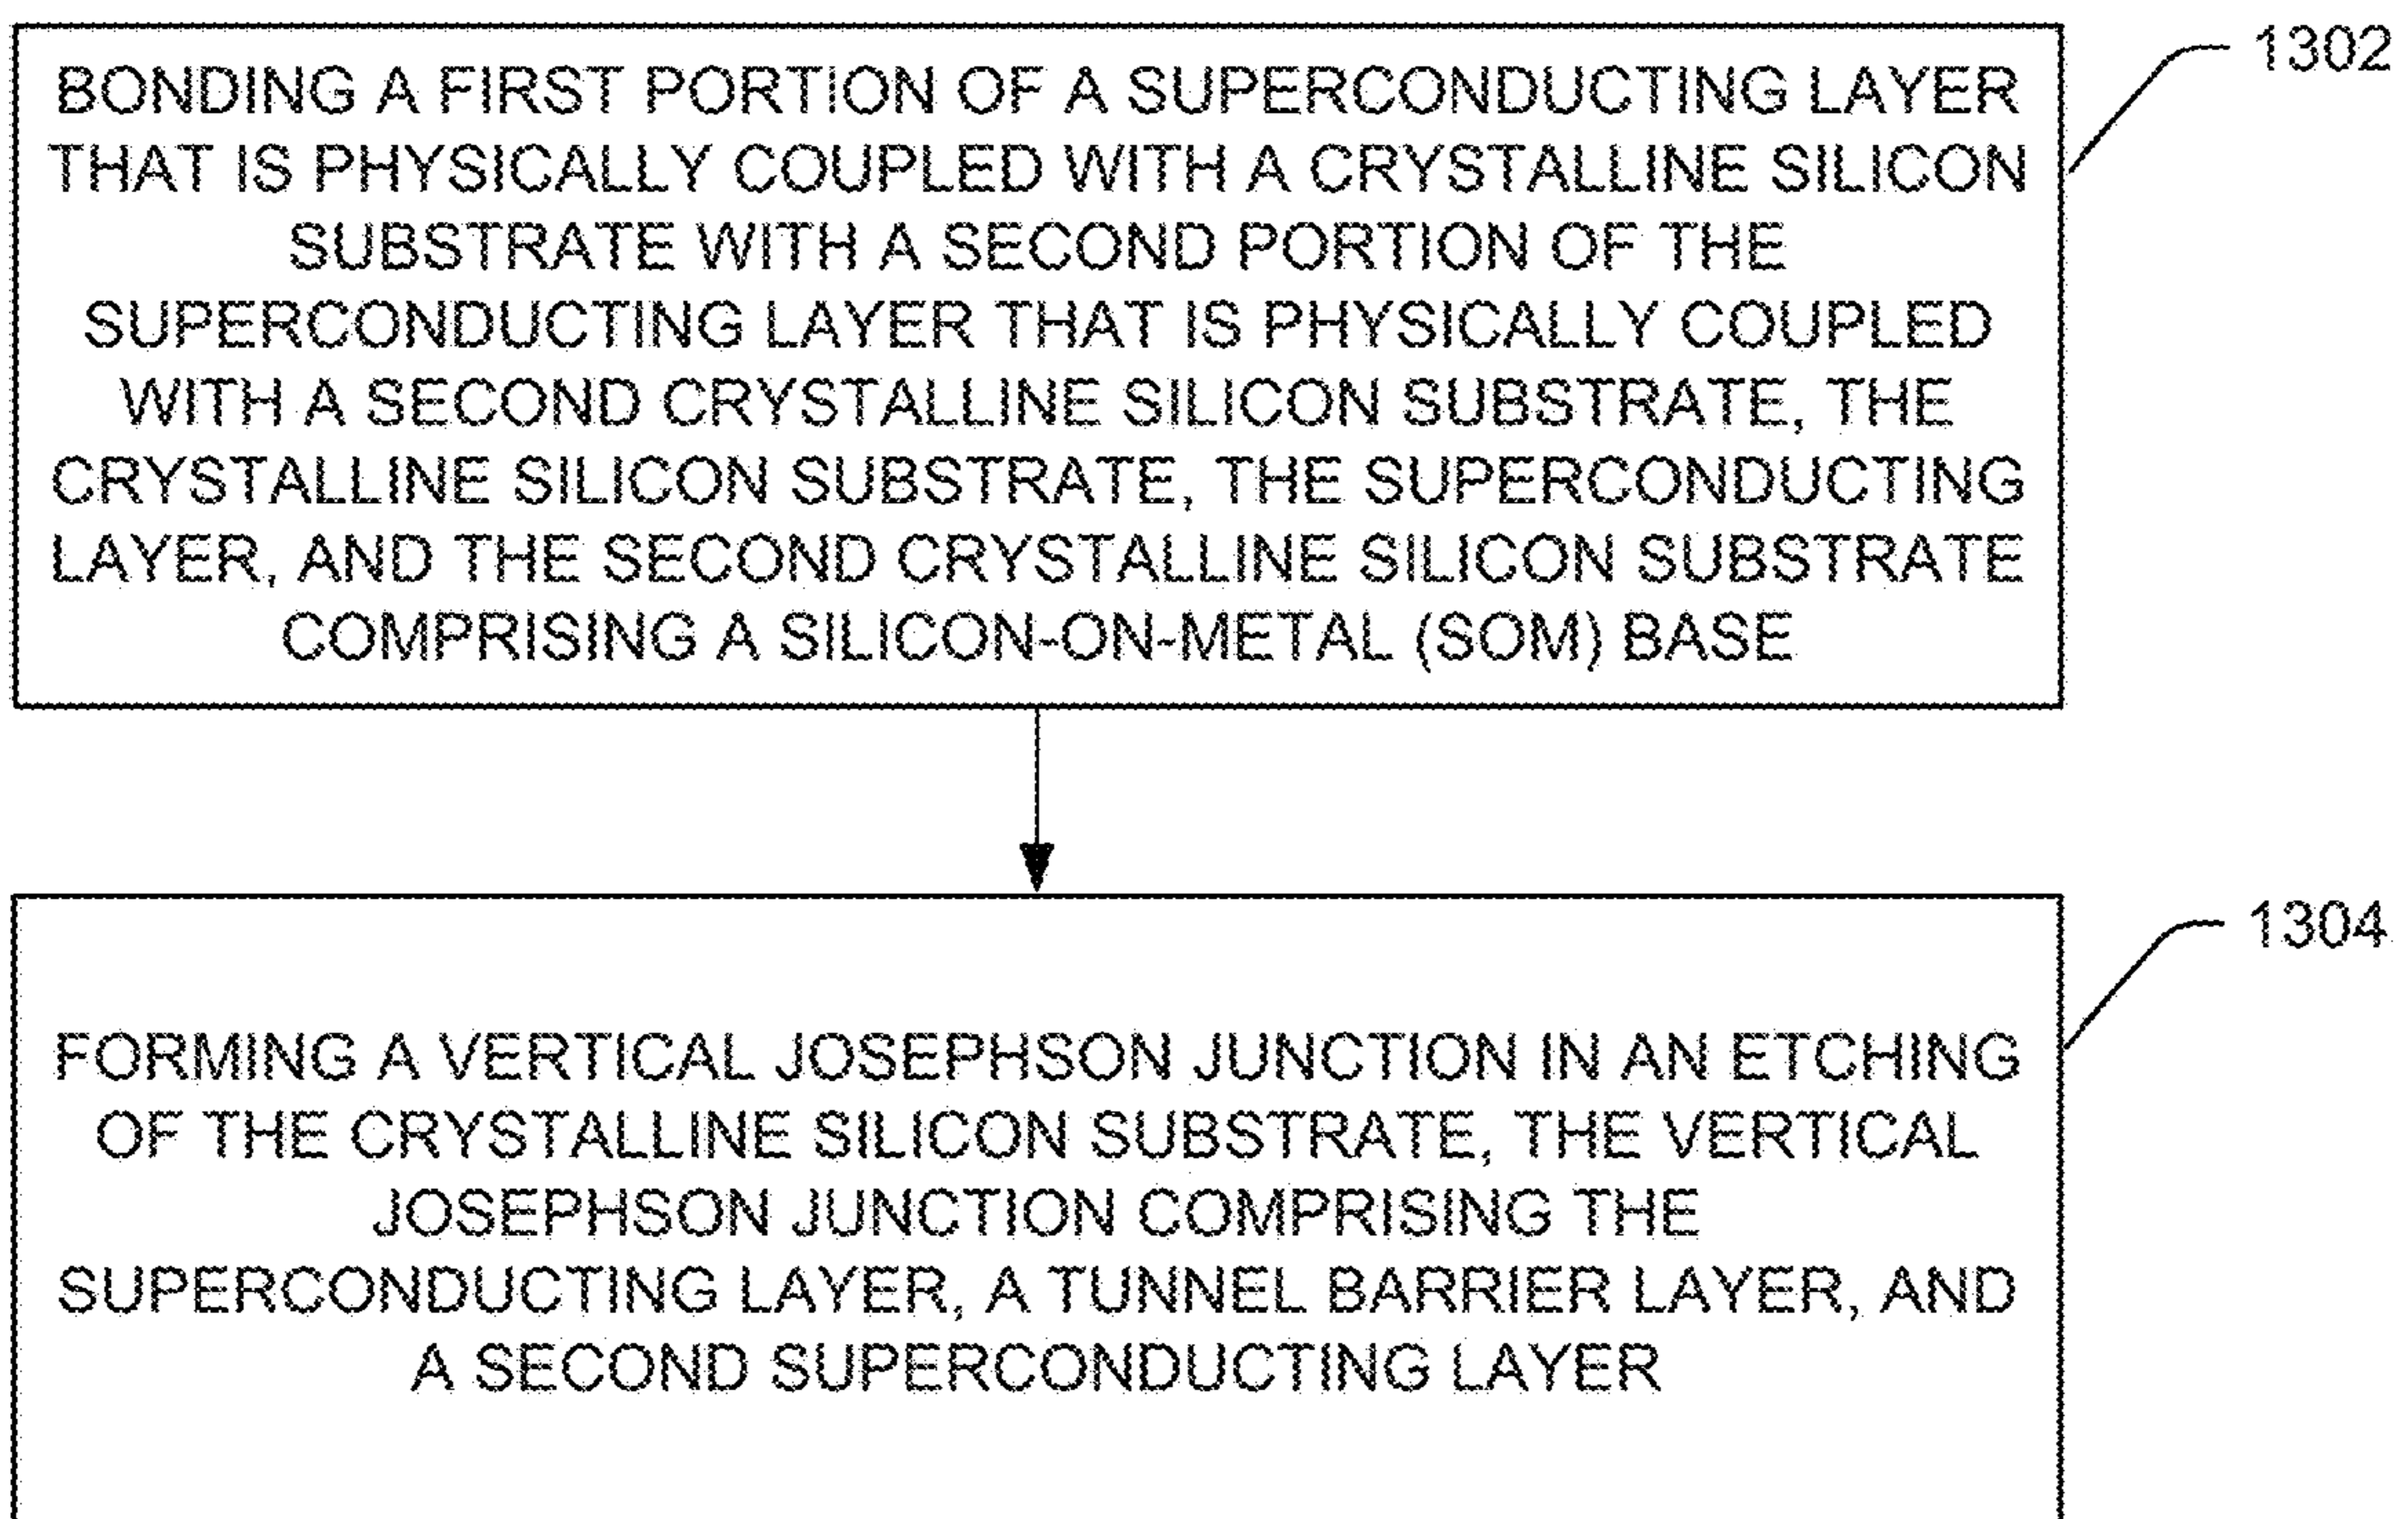 1302
BONDING A FIRST PORTION OF A SUPERCONDUCTING LAYER
THAT IS PHYSICALLY COUPLED WITH A CRYSTALLINE SILICON
SUBSTRATE WITH A SECOND PORTION OF THE
SUPERCONDUCTING LAYER THAT IS PHYSICALLY COUPLED
WITH A SECOND CRYSTALLINE SILICON SUBSTRATE, THE
CRYSTALLINE SILICON SUBSTRATE, THE SUPERCONDUCTING
LAYER, AND THE SECOND CRYSTALLINE SILICON SUBSTRATE
COMPRISING A SILICON-ON-METAL (SOM) BASE
1304
FORMING A VERTICAL JOSEPHSON JUNCTION IN AN ETCHING
OF THE CRYSTALLINE SILICON SUBSTRATE, THE VERTICAL
JOSEPHSON JUNCTION COMPRISING THE
SUPERCONDUCTING LAYER, A TUNNEL BARRIER LAYER, AND
A SECOND SUPERCONDUCTING LAYER